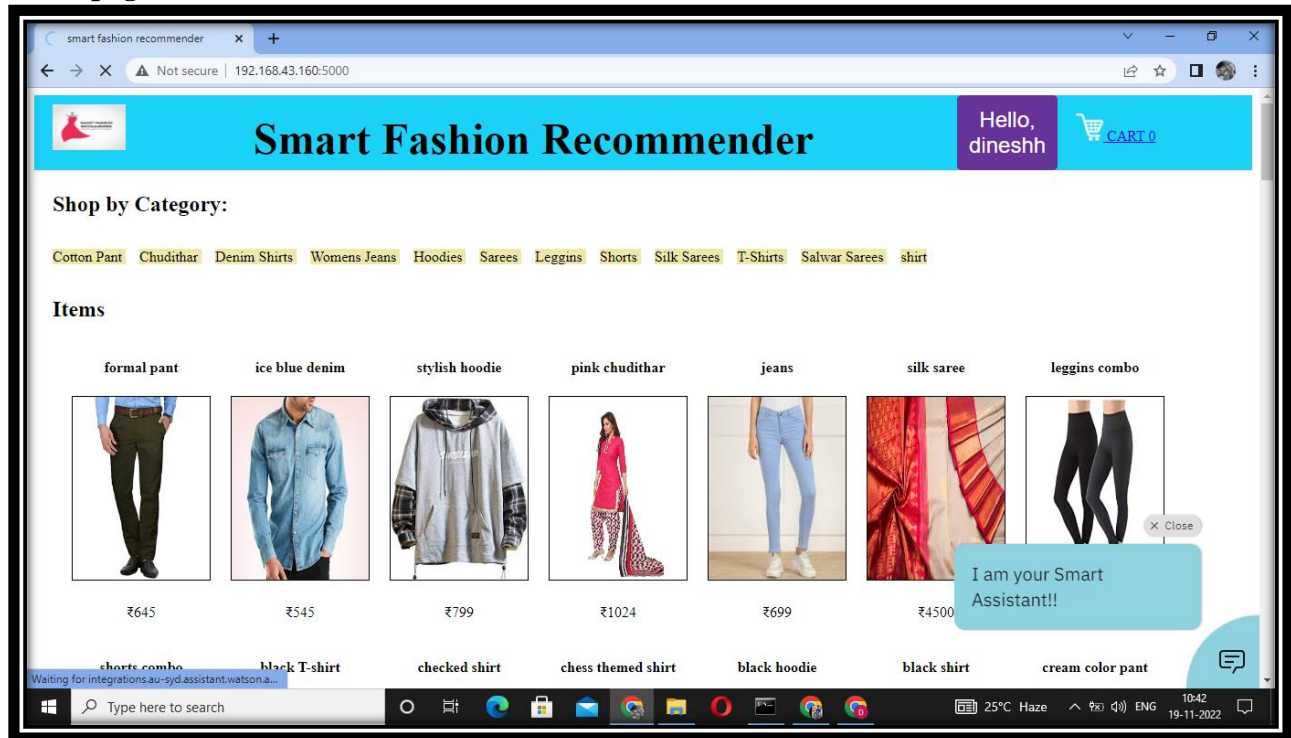 smart fashion recommender
Not secure | 192.168.43.160:5000
Smart Fashion Recommender
Hello,
dineshh
CART 0
Shop by Category:
Cotton Pant Chudithar Denim Shirts Womens Jeans Hoodies Sarees Leggins Shorts Silk Sarees T-Shirts Salwar Sarees shirt
Items
formal pant ice blue denim stylish hoodie pink chudithar jeans silk saree leggins combo
× Close
I am your Smart
Assistant!!
₹645 ₹545 ₹799 ₹1024 ₹699 ₹4500
shorts combo black T-shirt checked shirt chess themed shirt black hoodie black shirt cream color pant
Waiting for integrations.au-syd.assistant.watson.a...
Type here to search
25°C Haze ENG
10:42
19-11-2022